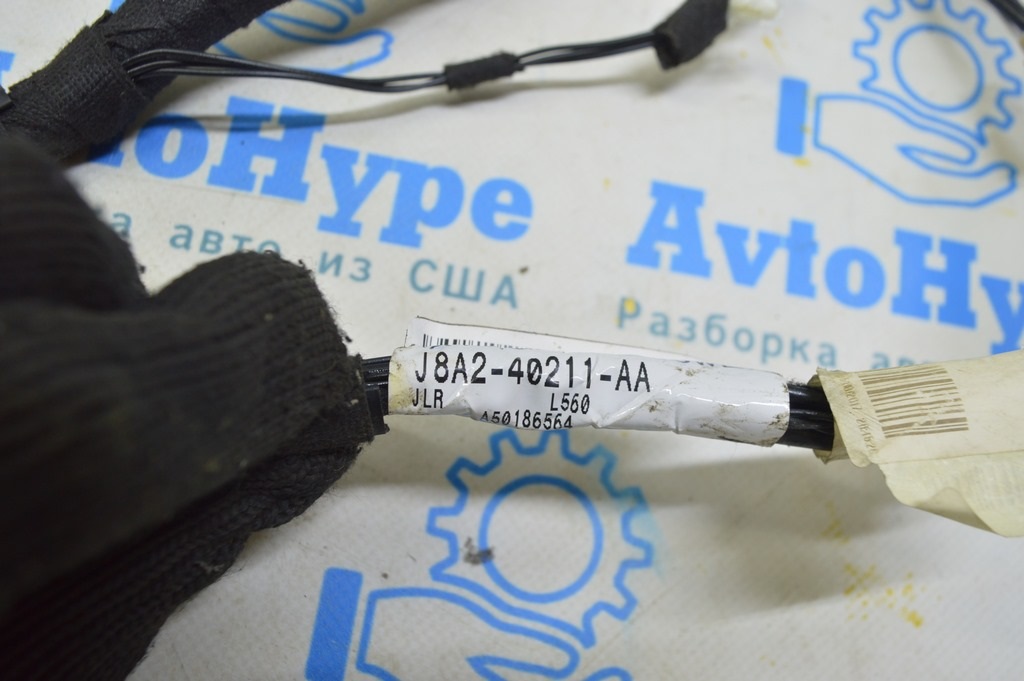 AvtoHype
авто из США
AvtoHy
Разборка
J8A2-40211-AA
JLR L560
A50186564